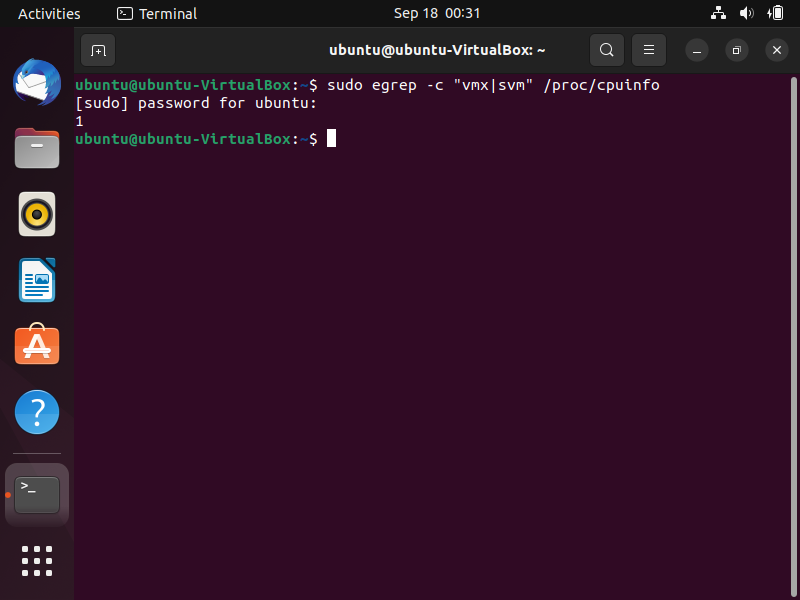 Activities
Terminal
Sep 18 00:31
ubuntu@ubuntu-VirtualBox: ~
ubuntu@ubuntu-VirtualBox:~$ sudo egrep -c "vmx|svm" /proc/cpuinfo
[sudo] password for ubuntu:
1
ubuntu@ubuntu-VirtualBox:~$